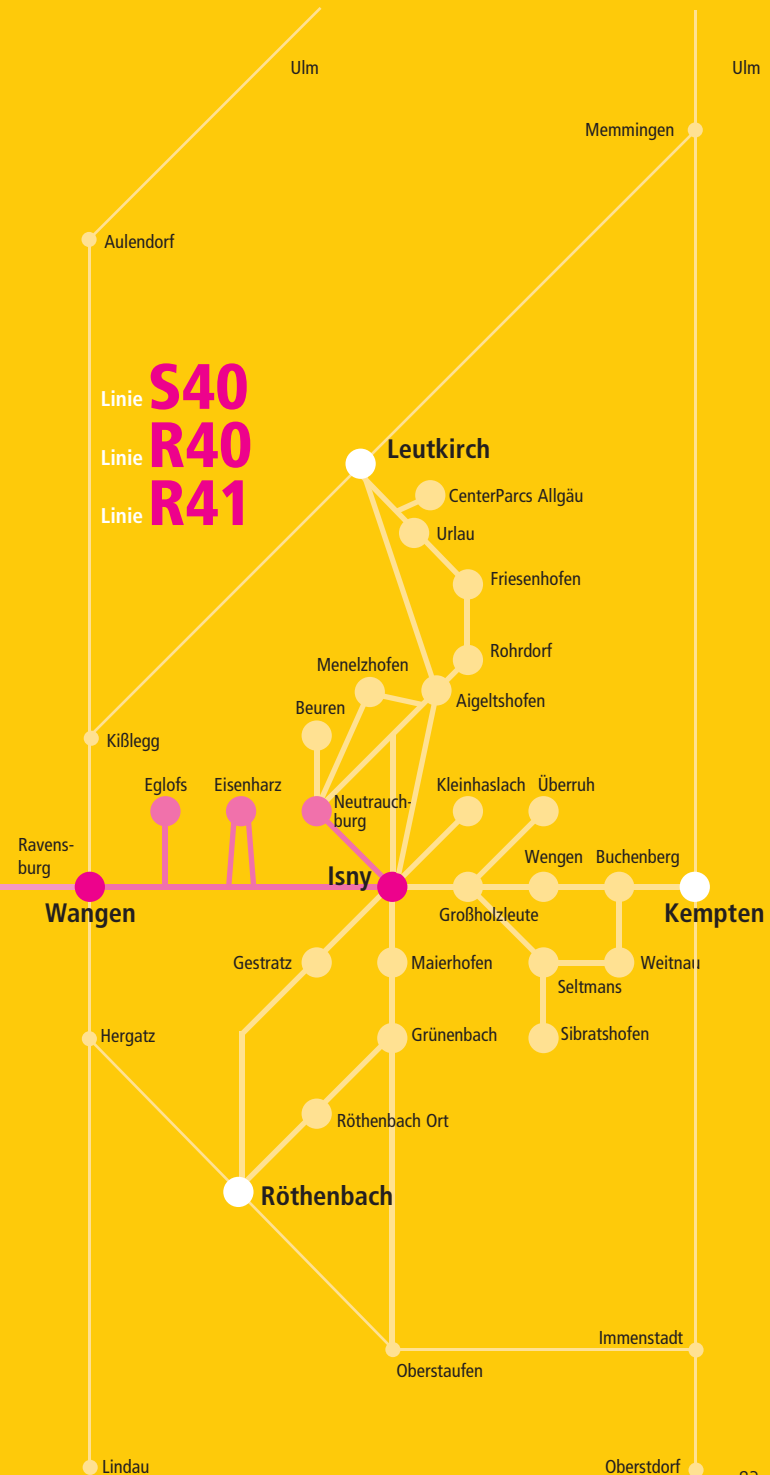 Ulm
Ulm
Memmingen
Aulendorf
Linie S40
Linie R40
Linie R41
Leutkirch
CenterParcs Allgäu
Urlau
Friesenhofen
Rohrdorf
Menelzhofen
Aigeltshofen
Beuren
Kißlegg
Eglofs
Eisenharz
Neutrauch-
burg
Kleinhaslach
Überruh
Ravens-
burg
Isny
Wengen
Buchenberg
Wangen
Großholzleute
Kempten
Gestratz
Maierhofen
Weitnau
Seltmans
Hergatz
Grünenbach
Sibratshofen
Röthenbach Ort
Röthenbach
Immenstadt
Oberstaufen
Lindau
Oberstdorf